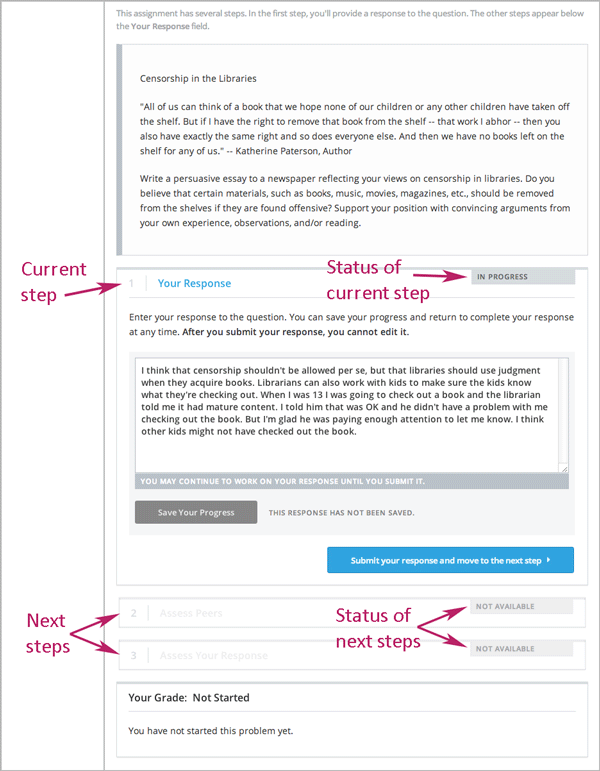 This assignment has several steps. In the first step, you'll provide a response to the question. The other steps appear below
the Your Response field.
Censorship in the Libraries
"All of us can think of a book that we hope none of our children or any other children have taken off
the shelf. But if I have the right to remove that book from the shelf -- that work I abhor -- then you
also have exactly the same right and so does everyone else. And then we have no books left on the
shelf for any of us." -- Katherine Paterson, Author
Write a persuasive essay to a newspaper reflecting your views on censorship in libraries. Do you
believe that certain materials, such as books, music, movies, magazines, etc., should be removed
from the shelves if they are found offensive? Support your position with convincing arguments from
your own experience, observations, and/or reading.
Current
step
1 Your Response
Status of
current step
IN PROGRESS
Enter your response to the question. You can save your progress and return to complete your response
at any time. After you submit your response, you cannot edit it.
I think that censorship shouldn't be allowed per se, but that libraries should use judgment
when they acquire books. Librarians can also work with kids to make sure the kids know
what they're checking out. When I was 13 I was going to check out a book and the librarian
told me it had mature content. I told him that was OK and he didn't have a problem with me
checking out the book. But I'm glad he was paying enough attention to let me know. I think
other kids might not have checked out the book.
YOU MAY CONTINUE TO WORK ON YOUR RESPONSE UNTIL YOU SUBMIT IT.
Save Your Progress THIS RESPONSE HAS NOT BEEN SAVED.
Submit your response and move to the next step
Next
steps
2 Assess Peers
Status of
next steps
NOT AVAILABLE
3 Assess Your Response
NOT AVAILABLE
Your Grade: Not Started
You have not started this problem yet.